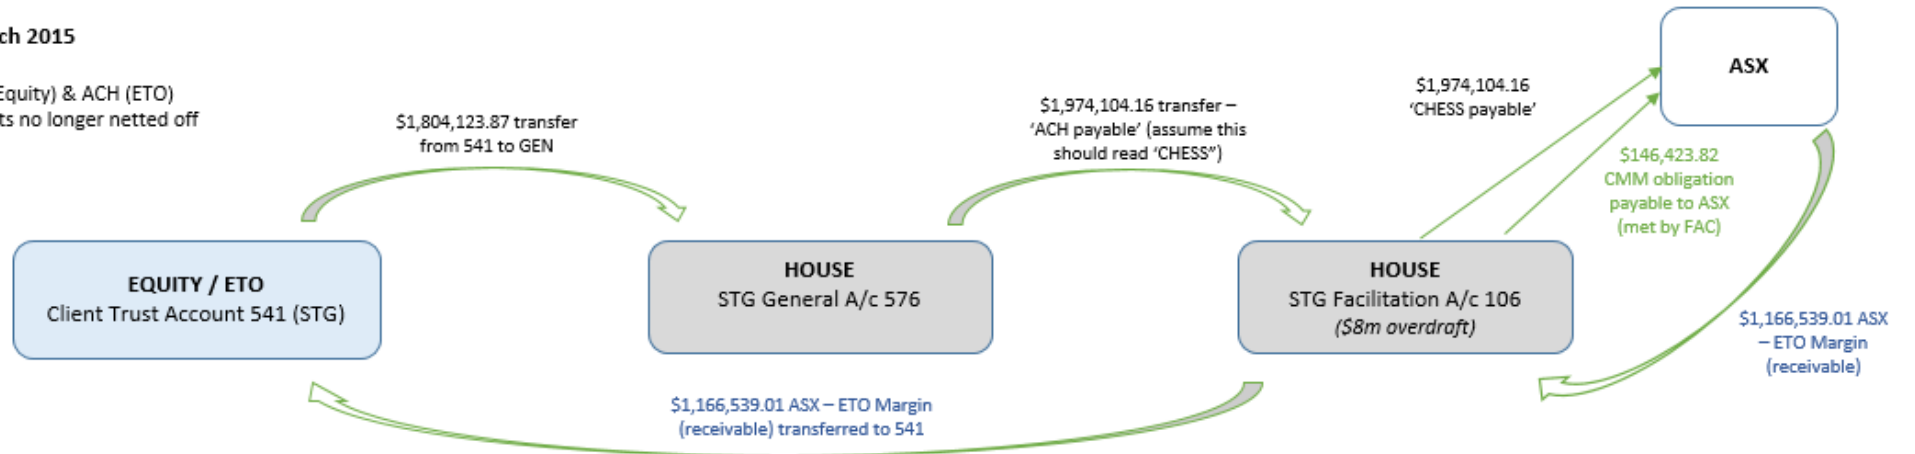 ch 2015
Equity) & ACH (ETO)
ts no longer netted off
$1,804,123.87 transfer
from 541 to GEN
$1,974,104.16 transfer –
‘ACH payable’ (assume this
should read ‘CHESS”)
$1,974,104.16
‘CHESS payable’
ASX
$146,423.82
CMM obligation
payable to ASX
(met by FAC)
EQUITY / ETO
Client Trust Account 541 (STG)
HOUSE
STG General A/c 576
HOUSE
STG Facilitation A/c 106
($8m overdraft)
$1,166,539.01 ASX
– ETO Margin
(receivable)
$1,166,539.01 ASX – ETO Margin
(receivable) transferred to 541